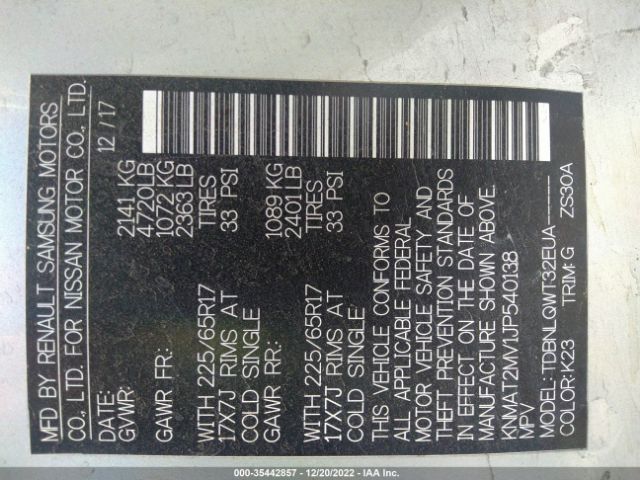 MFD BY RENAULT SAMSUNG MOTORS
CO., LTD. FOR NISSAN MOTOR CO., LTD.
DATE: 12/17
GVWR: 2141 KG
4720LB
GAWR FR: 1072 KG
2363 LB
WITH 225/65R17 TIRES
17X7J RIMS AT 33 PSI
COLD SINGLE
GAWR RR: 1089 KG
2401LB
WITH 225/65R17 TIRES
17X7J RIMS AT 33 PSI
COLD SINGLE
THIS VEHICLE CONFORMS TO
ALL APPLICABLE FEDERAL
MOTOR VEHICLE SAFETY AND
THEFT PREVENTION STANDARDS
IN EFFECT ON THE DATE OF
MANUFACTURE SHOWN ABOVE.
KNMAT2MV1JP540138
MPV
MODEL: TDBNLQWT32EUA-----
COLOR: K23 TRIM:G ZS30A
000-35442857 - 12/20/2022 - IAA Inc.